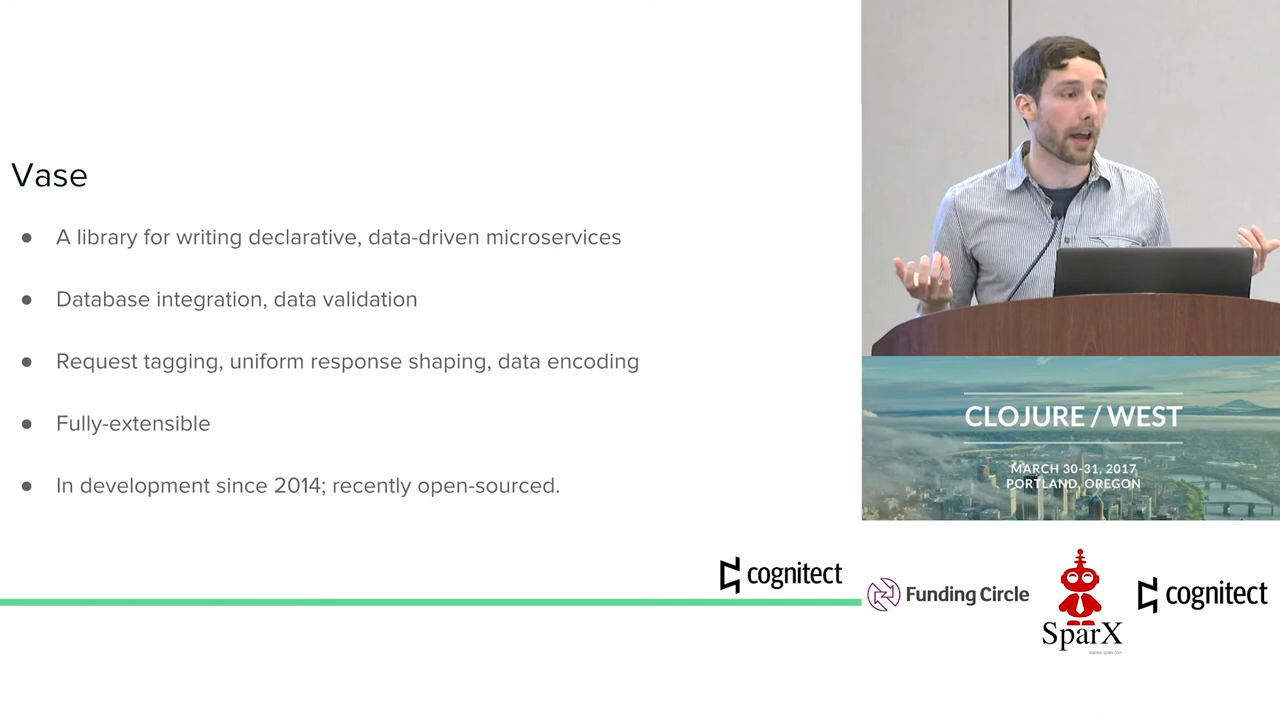 Vase
● A library for writing declarative, data-driven microservices
● Database integration, data validation
● Request tagging, uniform response shaping, data encoding
● Fully-extensible
● In development since 2014; recently open-sourced.
cognitect
CLOJURE / WEST
MARCH 30-31, 2017
PORTLAND, OREGON
Funding Circle
SparX
cognitect